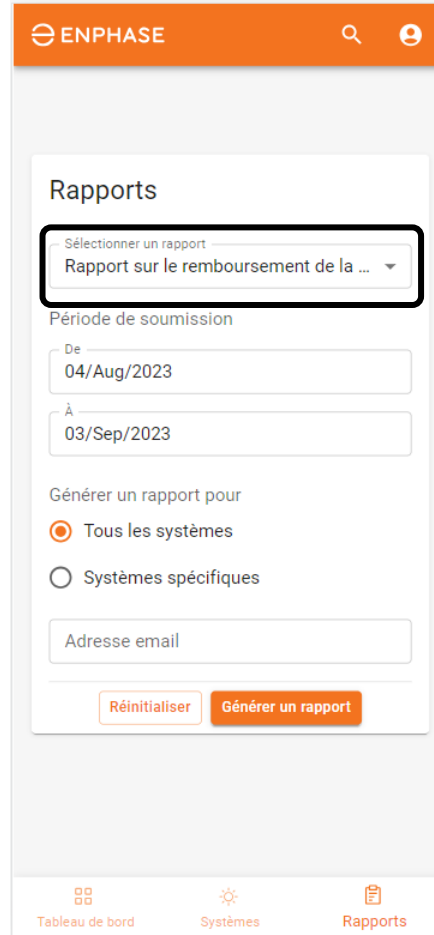 ENPHASE
Rapports
Sélectionner un rapport
Rapport sur le remboursement de la ...
Période de soumission
De
04/Aug/2023
À
03/Sep/2023
Générer un rapport pour
Tous les systèmes
Systèmes spécifiques
Adresse email
Réinitialiser Générer un rapport
Tableau de bord Systèmes Rapports